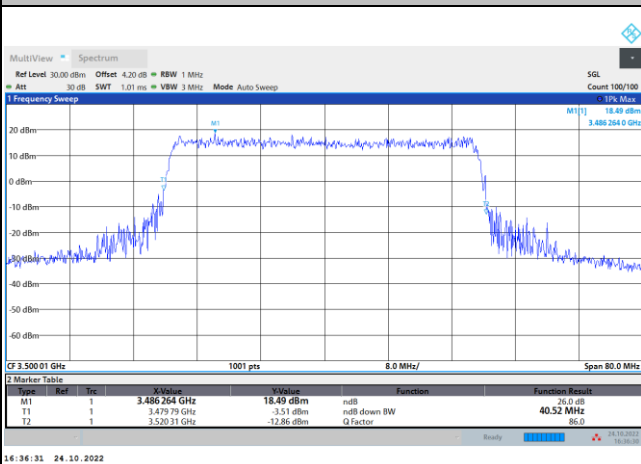 MultiView Spectrum
Ref Level 30.00 dBm Offset 4.20 dB RBW 1 MHz SGL
Att 30 dB SWT 1.01 ms VBW 3 MHz Mode Auto Sweep Count 100/100
1 Frequency Sweep 1Pk Max
M1[1] 18.49 dBm
3.486 264 0 GHz
M1
20 dBm
10 dBm
T1
0 dBm
T2
-10 dBm
-20 dBm
-30 dBm
-40 dBm
-50 dBm
-60 dBm
CF 3.500 01 GHz 1001 pts 8.0 MHz/ Span 80.0 MHz
2 Marker Table
Type Ref Trc X-Value Y-Value Function Function Result
M1 1 3.486 264 GHz 18.49 dBm ndB 26.0 dB
T1 1 3.479 79 GHz -3.51 dBm ndB down BW 40.52 MHz
T2 1 3.520 31 GHz -12.86 dBm Q Factor 86.0
Ready 24.10.2022
16:36:30
16:36:31 24.10.2022